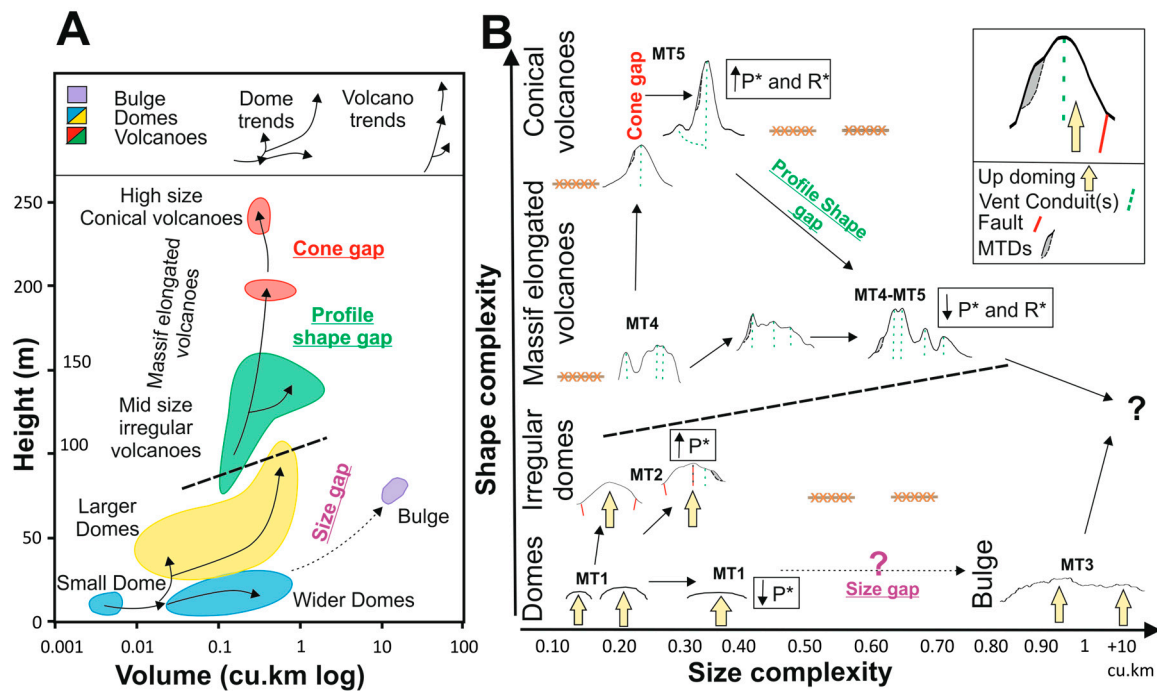 A
Bulge
Domes
Volcanoes
Dome
trends
Volcano
trends
Height (m)
250
200
150
100
50
0
High size
Conical volcanoes
Massif elongated
volcanoes
Mid size
irregular
volcanoes
Cone gap
Profile
shape gap
Larger
Domes
Size gap
Bulge
Small Dome
Wider Domes
0.001
0.01
0.1
1
10
100
Volume (cu.km log)
B
Shape complexity
Conical
volcanoes
Massif elongated
volcanoes
Irregular
domes
Domes
Cone gap
MT5
P* and R*
Profile Shape
gap
MT4
MT4-MT5
P* and R*
?
P*
MT2
MT1
MT1
P*
?
Size gap
Bulge
MT3
Up doming
Vent Conduit(s)
Fault
MTDs
0.10
0.20
0.30
0.40
0.50
0.60
0.70
0.80
0.90
1
+10
cu.km
Size complexity